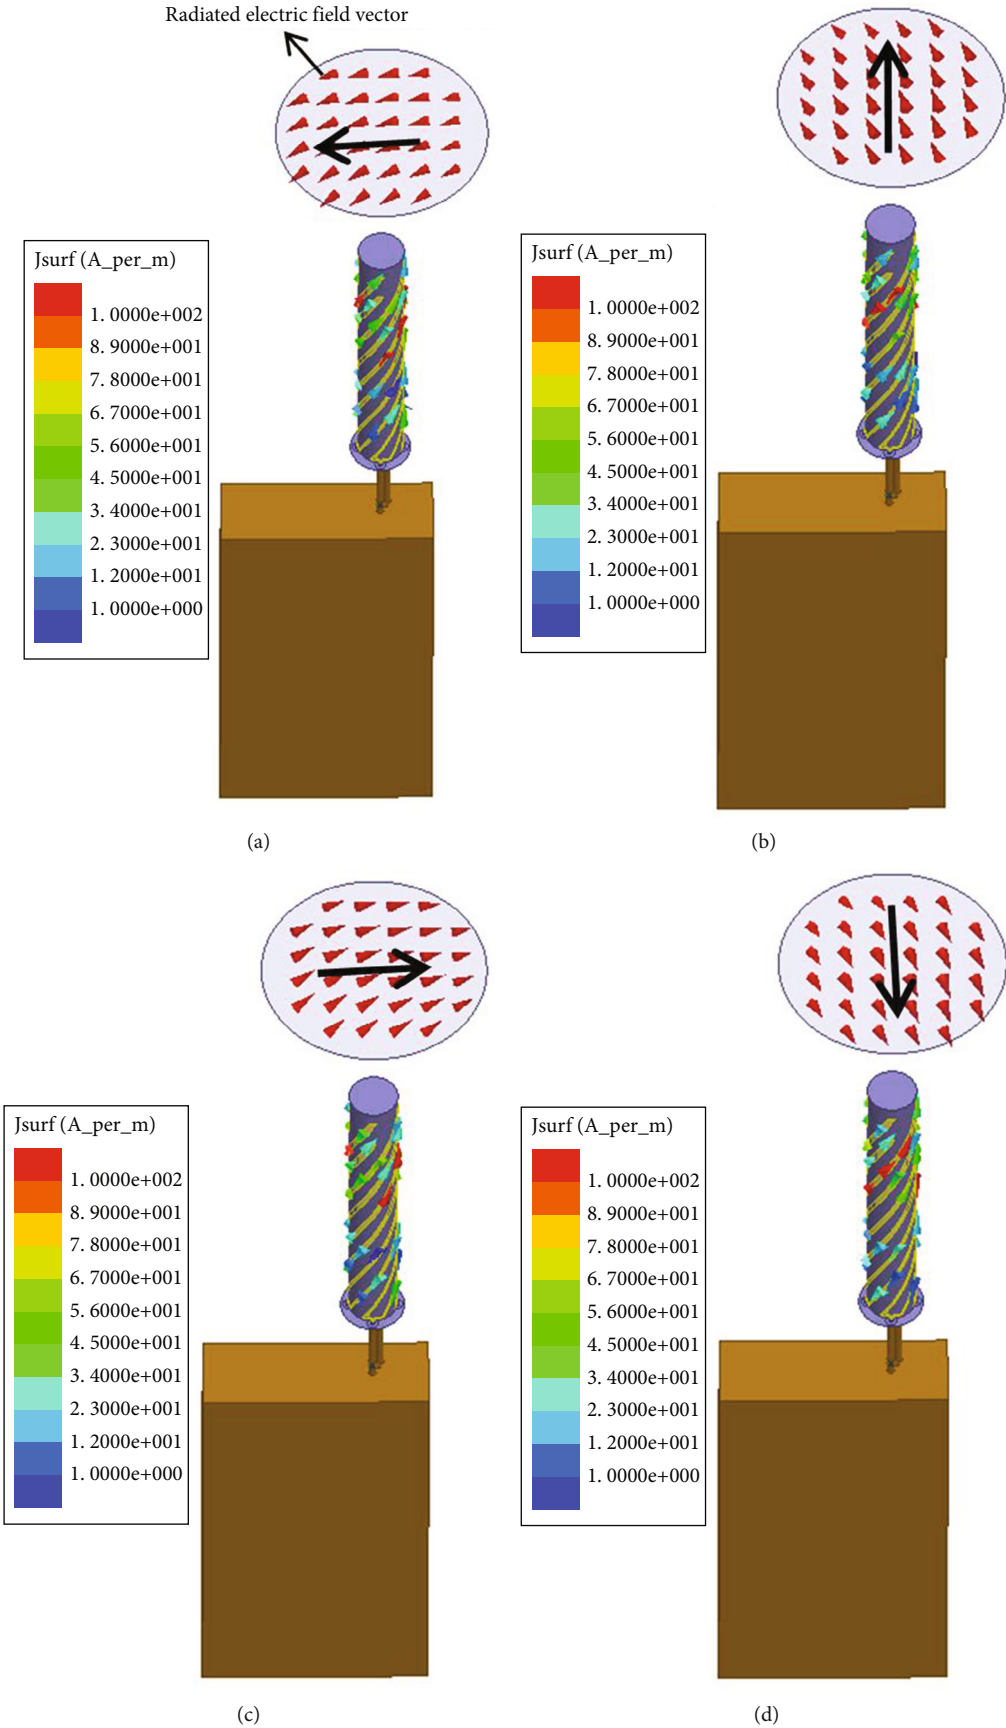 Radiated electric field vector
Jsurf (A_per_m)
1. 0000e+002
8. 9000e+001
7. 8000e+001
6. 7000e+001
5. 6000e+001
4. 5000e+001
3. 4000e+001
2. 3000e+001
1. 2000e+001
1. 0000e+000
(a)
Jsurf (A_per_m)
1. 0000e+002
8. 9000e+001
7. 8000e+001
6. 7000e+001
5. 6000e+001
4. 5000e+001
3. 4000e+001
2. 3000e+001
1. 2000e+001
1. 0000e+000
(b)
Jsurf (A_per_m)
1. 0000e+002
8. 9000e+001
7. 8000e+001
6. 7000e+001
5. 6000e+001
4. 5000e+001
3. 4000e+001
2. 3000e+001
1. 2000e+001
1. 0000e+000
(c)
Jsurf (A_per_m)
1. 0000e+002
8. 9000e+001
7. 8000e+001
6. 7000e+001
5. 6000e+001
4. 5000e+001
3. 4000e+001
2. 3000e+001
1. 2000e+001
1. 0000e+000
(d)